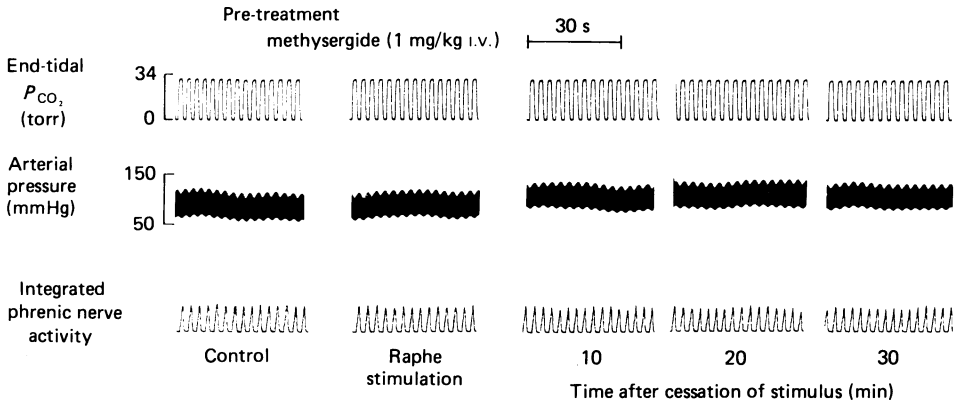 Pre-treatment
methysergide (1 mg/kg I.V.)
30 s
End-tidal
PCO2
(torr)
34
0
Arterial
pressure
(mmHg)
150
50
Integrated
phrenic nerve
activity
Control
Raphe
stimulation
10
20
30
Time after cessation of stimulus (min)